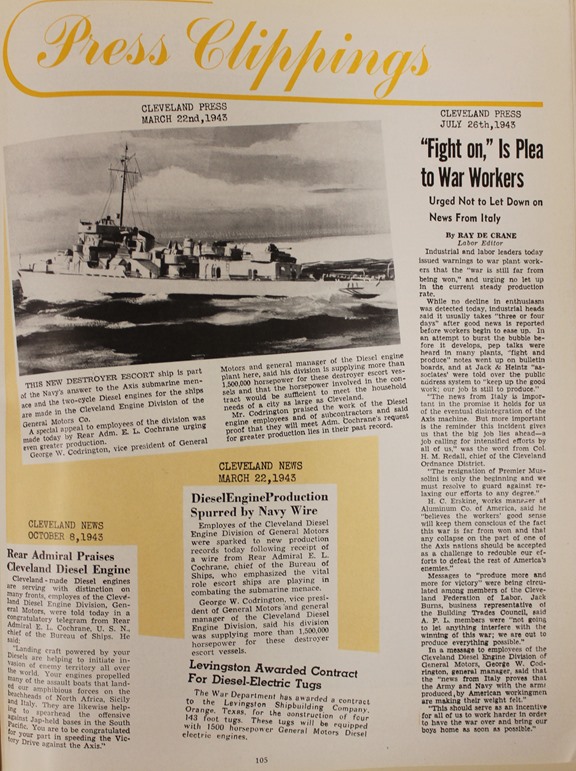 Press Clippings
CLEVELAND PRESS
MARCH 22nd,1943
THIS NEW DESTROYER ESCORT ship is part
of the Navy's answer to the Axis submarine men-
ace and the two-cycle Diesel engines for the ships
are made in the Cleveland Engine Division of the
General Motors Co.
A special appeal to employees of the division was
made today by Rear Adm. E. L. Cochrane urging
even greater production.
George W. Codrington, vice president of General
Motors and general manager of the Diesel engine
plant here, said his division is supplying more than
1,500,000 horsepower for these destroyer escort ves-
sels and that the horsepower involved in the con-
tract would be sufficient to meet the household
needs of a city as large as Cleveland.
Mr. Codrington praised the work of the Diesel
engine employees and of subcontractors and said
proof that they will meet Adm. Cochrane's request
for greater production lies in their past record.
CLEVELAND NEWS
OCTOBER 8,1943
Rear Admiral Praises
Cleveland Diesel Engine
Cleveland-made Diesel engines
are serving with distinction on
many fronts, employes of the Cleve-
land Diesel Engine Division, Gen-
eral Motors, were told today in a
congratulatory telegram from Rear
Admiral E. L. Cochrane, U. S. N.,
chief of the Bureau of Ships. He
said:
"Landing craft powered by your
Diesels are helping to initiate in-
vasion of enemy territory all over
the world. Your engines propelled
many of the assault boats that land-
ed our amphibious forces on the
beachheads of North Africa, Sicily
and Italy. They are likewise help-
ing to spearhead the offensive
against Jap-held bases in the South
Pacific. You are to be congratulated
for your part in speeding the Vic-
tory Drive against the Axis."
CLEVELAND NEWS
MARCH 22,1943
DieselEngineProduction
Spurred by Navy Wire
Employes of the Cleveland Diesel
Engine Division of General Motors
were sparked to new production
records today following receipt of
a wire from Rear Admiral E. L.
Cochrane, chief of the Bureau of
Ships, who emphasized the vital
role escort ships are playing in
combating the submarine menace.
George W. Codrington, vice presi-
dent of General Motors and general
manager of the Cleveland Diesel
Engine Division, said his division
was supplying more than 1,500,000
horsepower for these destroyer
escort vessels.
Levingston Awarded Contract
For Diesel-Electric Tugs
The War Department has awarded a contract
to the Levingston Shipbuilding Company,
Orange, Texas, for the construction of four
143 foot tugs. These tugs will be equipped
with 1500 horsepower General Motors Diesel
electric engines.
CLEVELAND PRESS
JULY 26th,1943
"Fight on," Is Plea
to War Workers
Urged Not to Let Down on
News From Italy
By RAY DE CRANE
Labor Editor
Industrial and labor leaders today
issued warnings to war plant work-
ers that the "war is still far from
being won," and urging no let up
in the current steady production
rate.
While no decline in enthusiasm
was detected today, industrial heads
said it usually takes "three or four
days" after good news is reported
before workers begin to ease up. In
an attempt to burst the bubble be-
fore it develops, pep talks were
heard in many plants, "fight and
produce" notes went up on bulletin
boards, and at Jack & Heintz "as-
sociates' were told over the public
address system to "keep up the good
work; our job is still to produce."
"The news from Italy is impor-
tant in the promise it holds for us
of the eventual disintegration of the
Axis machine. But more important
is the reminder this incident gives
us that the big job lies ahead—a
job calling for intensified efforts by
all of us," was the word from Col.
H. M. Redall, chief of the Cleveland
Ordnance District.
"The resignation of Premier Mus-
solini is only the beginning and we
must resolve to guard against re-
laxing our efforts to any degree."
H. C. Erskine, works manager at
Aluminum Co. of America, said he
"believes the workers' good sense
will keep them conscious of the fact
this war is far from won and that
any collapse on the part of one of
the Axis nations should be accepted
as a challenge to redouble our ef-
forts to defeat the rest of America's
enemies."
Messages to "produce more and
more for victory" were being circu-
lated among members of the Cleve-
land Federation of Labor. Jack
Burns, business representative of
the Building Trades Council, said
A. F. L. members were "not going
to let anything interfere with the
winning of this war; we are out to
produce everything possible."
In a message to employees of the
Cleveland Diesel Engine Division of
General Motors, George W. Cod-
rington, general manager, said that
the "news from Italy proves that
the Army and Navy with the arms
produced by American workingmen
are making their weight felt."
"This should serve as an incentive
for all of us to work harder in order
to have the war over and bring our
boys home as soon as possible."
105